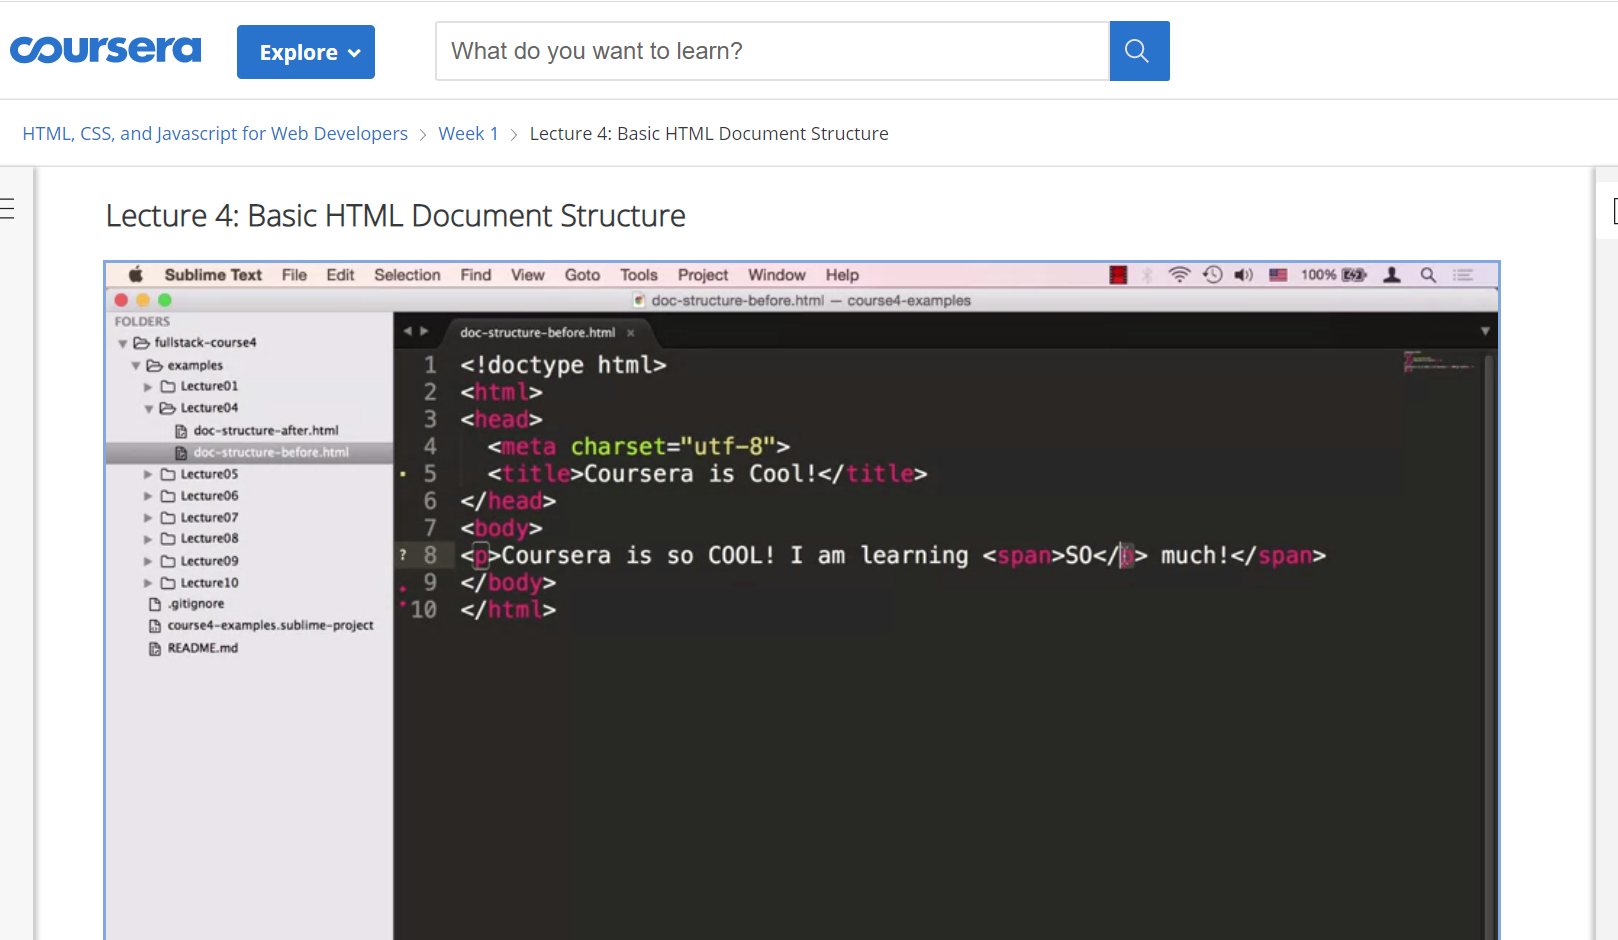 coursera
Explore
What do you want to learn?
HTML, CSS, and Javascript for Web Developers > Week 1 > Lecture 4: Basic HTML Document Structure
Lecture 4: Basic HTML Document Structure
Sublime Text File Edit Selection Find View Goto Tools Project Window Help 100%
doc-structure-before.html — course4-examples
FOLDERS
fullstack-course4
examples
Lecture01
Lecture04
doc-structure-after.html
doc-structure-before.html
Lecture05
Lecture06
Lecture07
Lecture08
Lecture09
Lecture10
.gitignore
course4-examples.sublime-project
README.md
doc-structure-before.html ×
1 <!doctype html>
2 <html>
3 <head>
4 <meta charset="utf-8">
5 <title>Coursera is Cool!</title>
6 </head>
7 <body>
? 8 <p>Coursera is so COOL! I am learning <span>SO</p> much!</span>
9 </body>
10 </html>